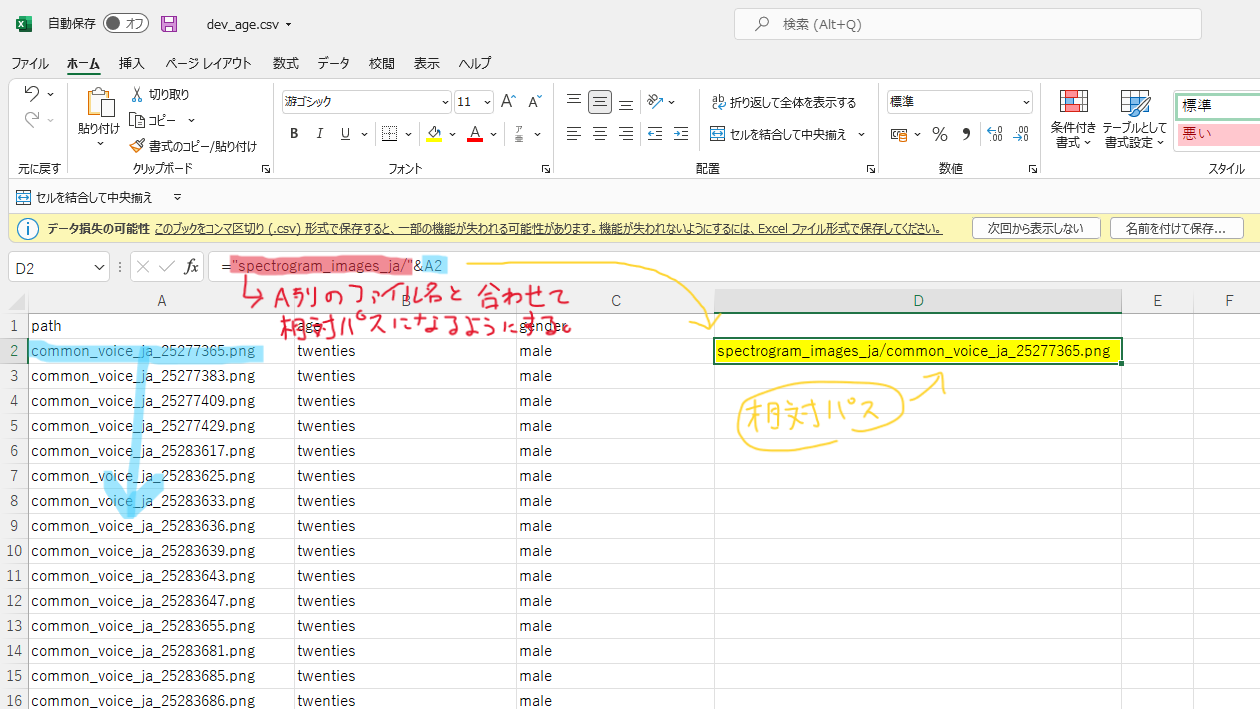 自動保存 オフ dev_age.csv 検索 (Alt+Q)
ファイル ホーム 挿入 ページ レイアウト 数式 データ 校閲 表示 ヘルプ
貼り付け 切り取り コピー 書式のコピー/貼り付け
游ゴシック 11 A A
B I U A ア 亜
ab 折り返して全体を表示する
セルを結合して中央揃え
標準
% 9 .00 .00
条件付き書式 テーブルとして書式設定
標準
悪い
元に戻す クリップボード フォント 配置 数値 スタイル
セルを結合して中央揃え
データ損失の可能性 このブックをコンマ区切り (.csv) 形式で保存すると、一部の機能が失われる可能性があります。機能が失われないようにするには、Excel ファイル形式で保存してください。 次回から表示しない 名前を付けて保存...
D2 fx ="spectrogram_images_ja/"&A2
A列のファイル名と合わせて
相対パスになるようにする。
A B C D E F
1 path age gender
2 common_voice_ja_25277365.png twenties male spectrogram_images_ja/common_voice_ja_25277365.png
3 common_voice_ja_25277383.png twenties male
4 common_voice_ja_25277409.png twenties male
相対パス
5 common_voice_ja_25277429.png twenties male
6 common_voice_ja_25283617.png twenties male
7 common_voice_ja_25283625.png twenties male
8 common_voice_ja_25283633.png twenties male
9 common_voice_ja_25283636.png twenties male
10 common_voice_ja_25283639.png twenties male
11 common_voice_ja_25283643.png twenties male
12 common_voice_ja_25283647.png twenties male
13 common_voice_ja_25283655.png twenties male
14 common_voice_ja_25283681.png twenties male
15 common_voice_ja_25283685.png twenties male
16 common_voice_ja_25283686.png twenties male